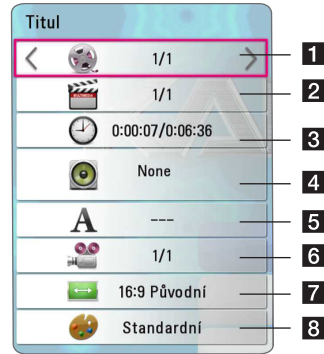 Titul
1/1 1
1/1 2
0:00:07/0:06:36 3
None 4
A --- 5
1/1 6
16:9 Původní 7
Standardní 8